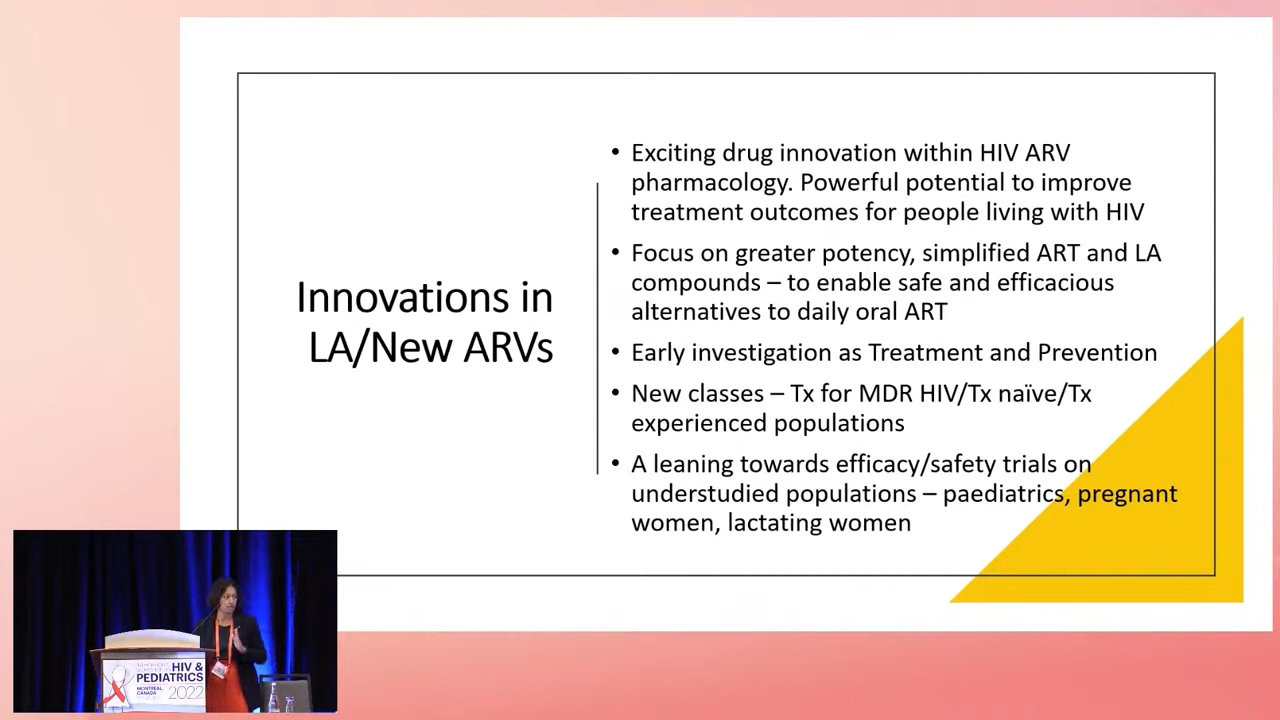 Innovations in
LA/New ARVs
• Exciting drug innovation within HIV ARV
pharmacology. Powerful potential to improve
treatment outcomes for people living with HIV
• Focus on greater potency, simplified ART and LA
compounds – to enable safe and efficacious
alternatives to daily oral ART
• Early investigation as Treatment and Prevention
• New classes – Tx for MDR HIV/Tx naïve/Tx
experienced populations
• A leaning towards efficacy/safety trials on
understudied populations – paediatrics, pregnant
women, lactating women
HIV &
PEDIATRICS
MONTREAL
CANADA
2022